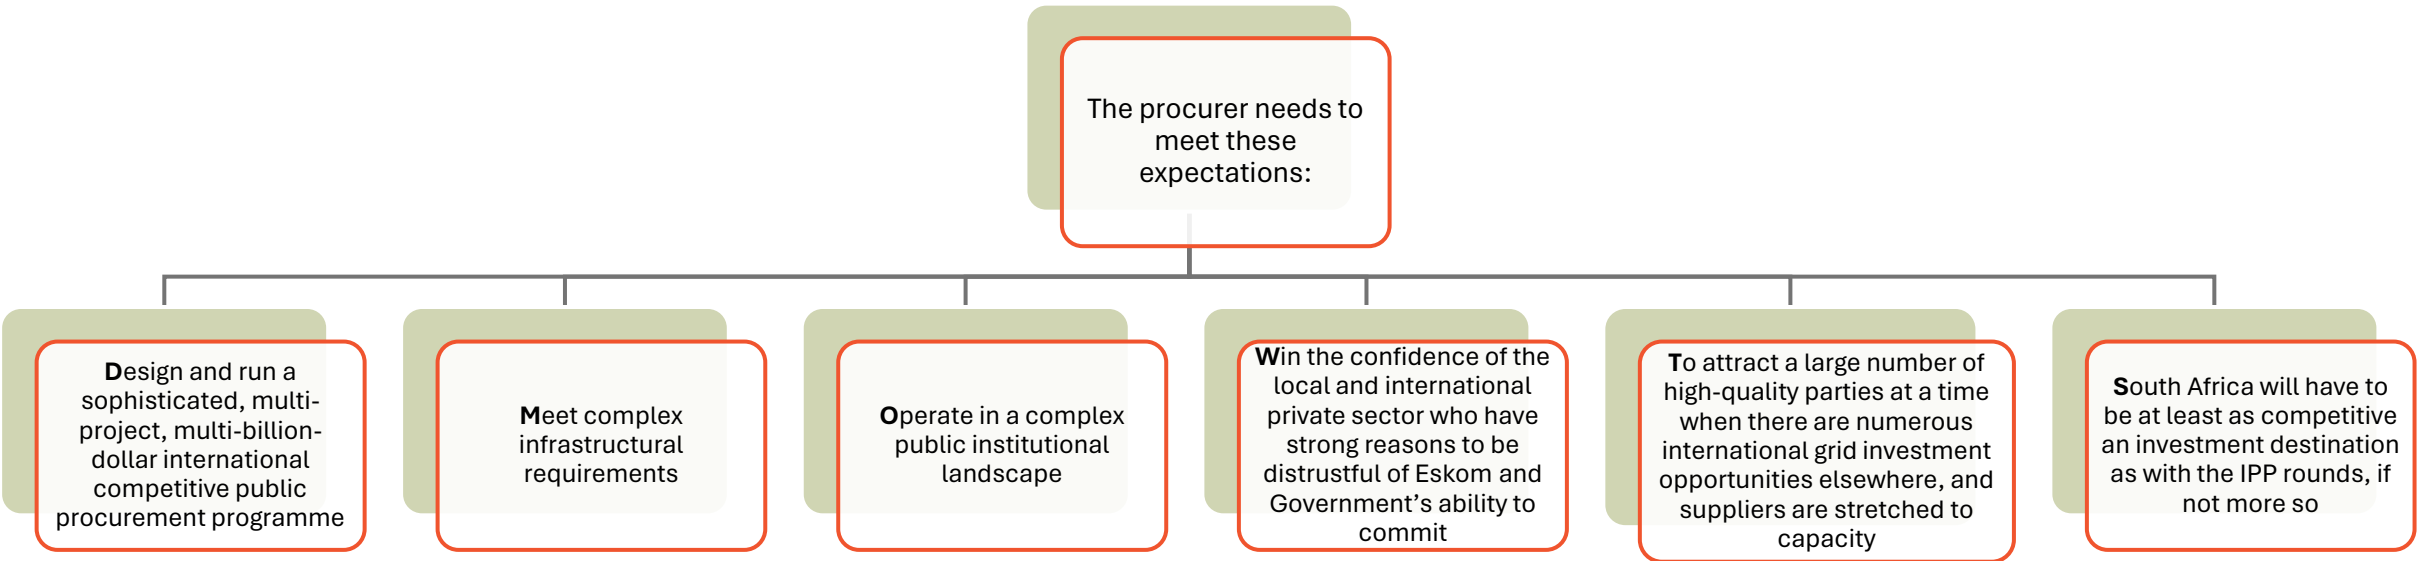 The procurer needs to
meet these
expectations:
Design and run a
sophisticated, multi-
project, multi-billion-
dollar international
competitive public
procurement programme
Meet complex
infrastructural
requirements
Operate in a complex
public institutional
landscape
Win the confidence of the
local and international
private sector who have
strong reasons to be
distrustful of Eskom and
Government’s ability to
commit
To attract a large number of
high-quality parties at a time
when there are numerous
international grid investment
opportunities elsewhere, and
suppliers are stretched to
capacity
South Africa will have to
be at least as competitive
an investment destination
as with the IPP rounds, if
not more so